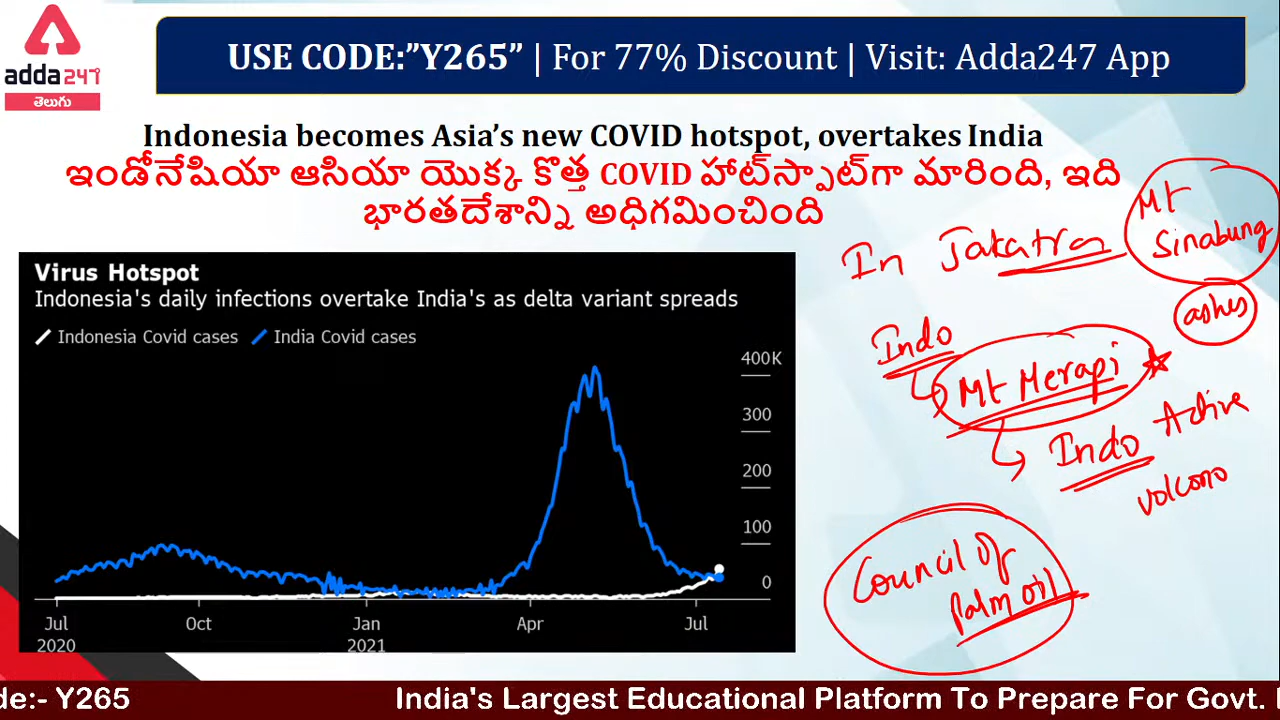 adda247
తెలుగు
USE CODE:”Y265” | For 77% Discount | Visit: Adda247 App
Indonesia becomes Asia’s new COVID hotspot, overtakes India
ఇండోనేషియా ఆసియా యొక్క కొత్త COVID హాట్‌స్పాట్‌గా మారింది, ఇది
భారతదేశాన్ని అధిగమించింది
Virus Hotspot
Indonesia's daily infections overtake India's as delta variant spreads
Indonesia Covid cases India Covid cases
400K
300
200
100
0
Jul Oct Jan Apr Jul
2020 2021
In Jakatra
Mt
Sinabung
ashes
Indo
Mt Merapi
Indo Active
volcono
Council of
Palm oil
de:- Y265 India's Largest Educational Platform To Prepare For Govt.